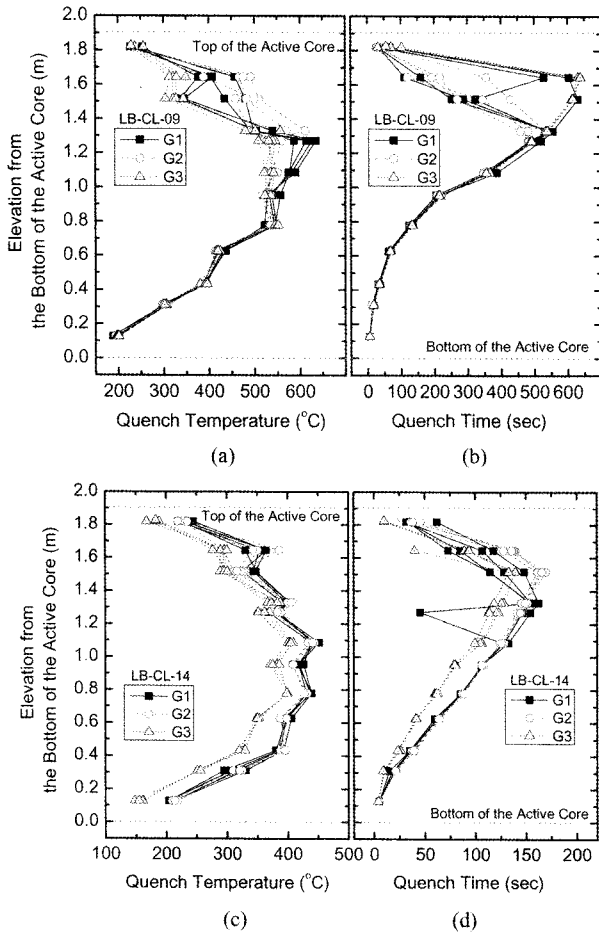 2.0
1.8
1.6
1.4
1.2
1.0
0.8
0.6
0.4
0.2
0.0
Elevation from
the Bottom of the Active Core (m)
Top of the Active Core
LB-CL-09
G1
G2
G3
200 300 400 500 600
Quench Temperature (°C)
(a)
LB-CL-09
G1
G2
G3
Bottom of the Active Core
0 100 200 300 400 500 600
Quench Time (sec)
(b)
2.0
1.8
1.6
1.4
1.2
1.0
0.8
0.6
0.4
0.2
0.0
Elevation from
the Bottom of the Active Core (m)
Top of the Active Core
LB-CL-14
G1
G2
G3
100 200 300 400 500
Quench Temperature (°C)
(c)
LB-CL-14
G1
G2
G3
Bottom of the Active Core
0 50 100 150 200
Quench Time (sec)
(d)